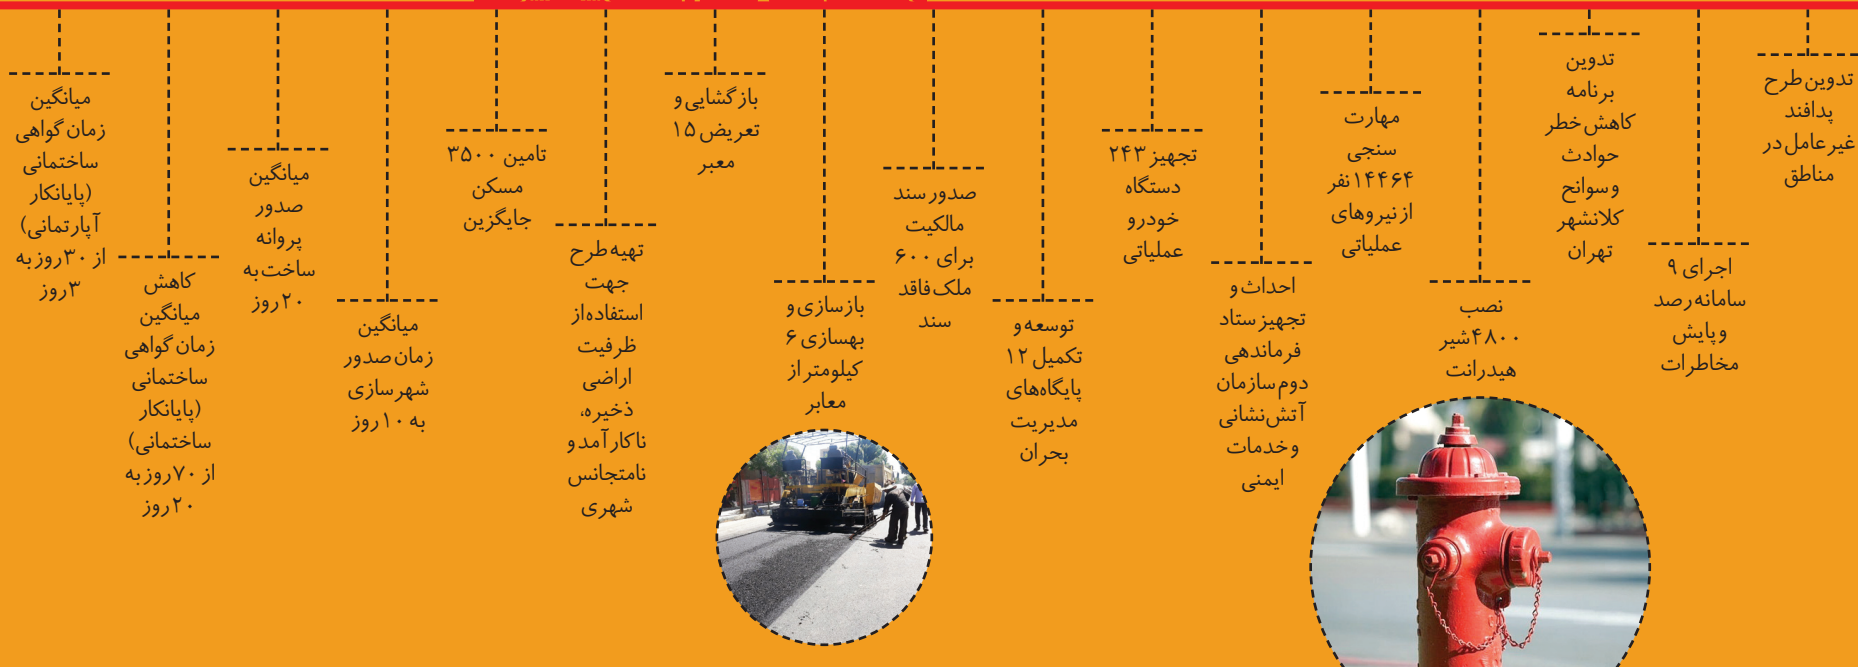 تدوین طرح
پدافند
غیرعامل در
مناطق
اجرای ۹
سامانه رصد
و پایش
مخاطرات
تدوین
برنامه
کاهش خطر
حوادث
و سوانح
کلانشهر
تهران
نصب
۴۸۰۰ شیر
هیدرانت
مهارت
سنجی
۱۴۴۶۴ نفر
از نیروهای
عملیاتی
احداث و
تجهیز ستاد
فرماندهی
دوم سازمان
آتش‌نشانی
و خدمات
ایمنی
تجهیز ۲۴۳
دستگاه
خودرو
عملیاتی
توسعه و
تکمیل ۱۲
پایگاه‌های
مدیریت
بحران
صدور سند
مالکیت
برای ۶۰۰
ملک فاقد
سند
بازسازی و
بهسازی ۶
کیلومتر از
معابر
بازگشایی و
تعریض ۱۵
معبر
تهیه طرح
جهت
استفاده از
ظرفیت
اراضی
ذخیره،
ناکارآمد و
نامتجانس
شهری
تامین ۳۵۰۰
مسکن
جایگزین
میانگین
زمان صدور
شهرسازی
به ۱۰ روز
میانگین
صدور
پروانه
ساخت به
۲۰ روز
کاهش
میانگین
زمان گواهی
ساختمانی
(پایانکار
ساختمانی)
از ۷۰ روز به
۲۰ روز
میانگین
زمان گواهی
ساختمانی
(پایانکار
آپارتمانی)
از ۳۰ روز به
۳ روز